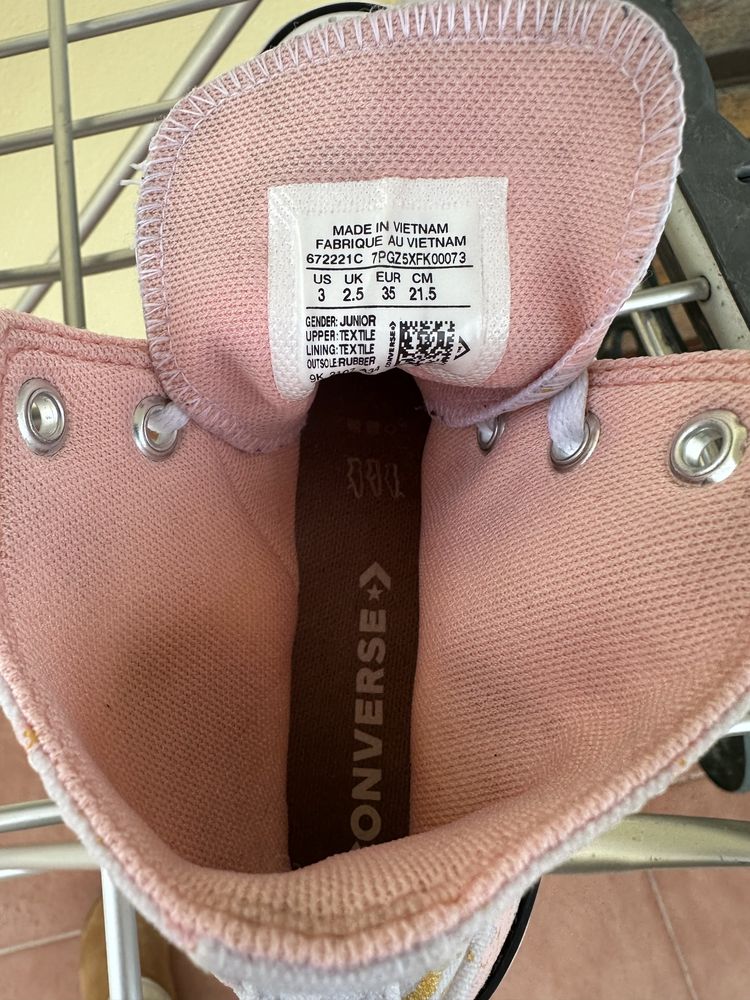 MADE IN VIETNAM
FABRIQUE AU VIETNAM
672221C 7PGZ5XFK00073
US UK EUR CM
3 2.5 35 21.5
GENDER: JUNIOR
UPPER: TEXTILE
LINING: TEXTILE
OUTSOLE RUBBER
CONVERSE
CONVERSE